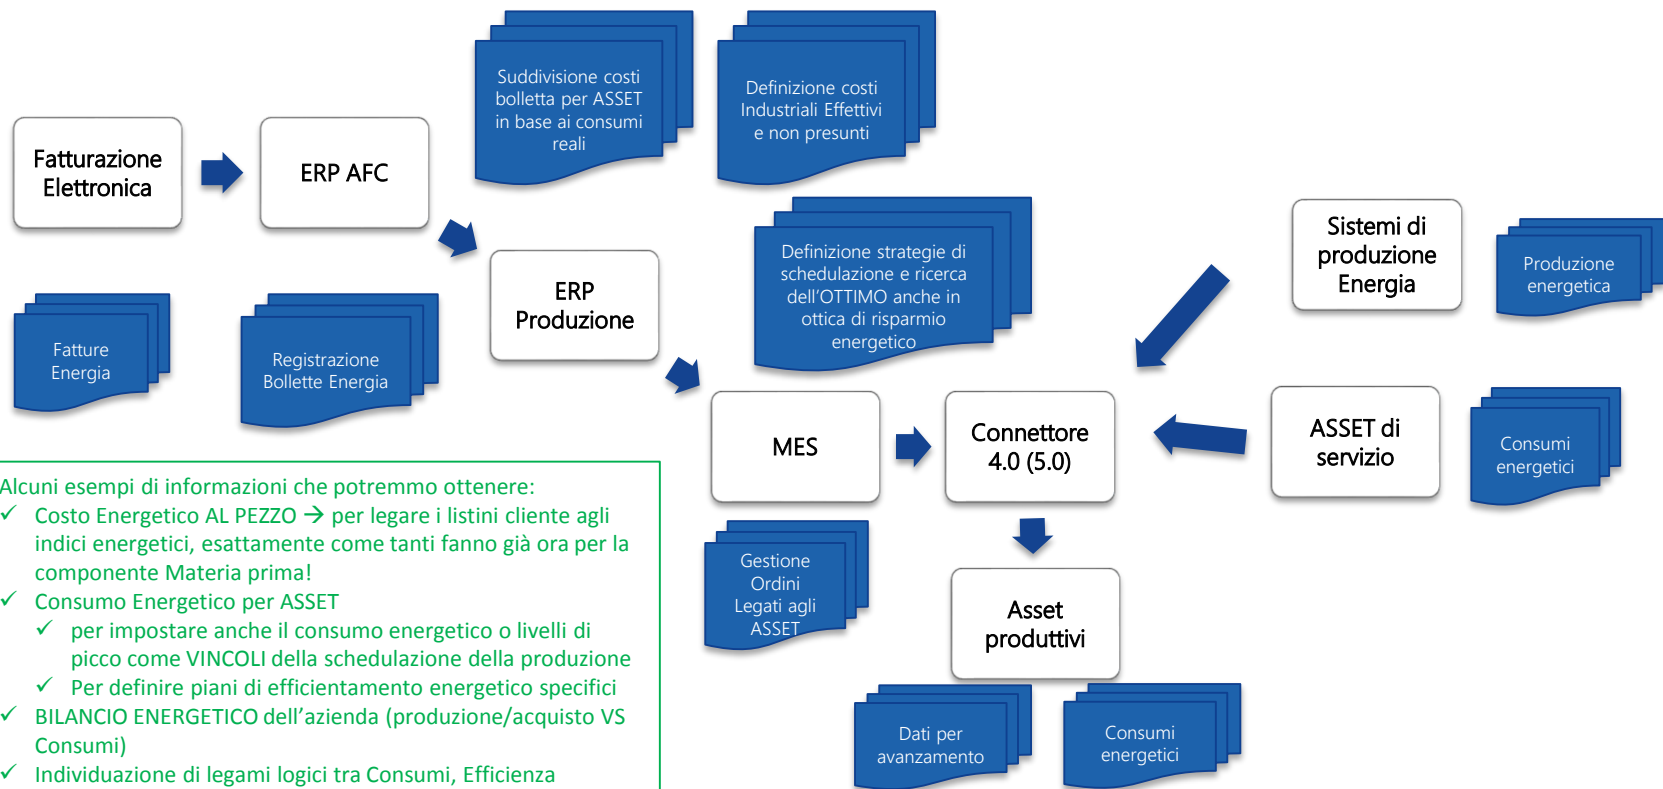 Suddivisione costi
bolletta per ASSET
in base ai consumi
reali
Definizione costi
Industriali Effettivi
e non presunti
Fatturazione
Elettronica
ERP AFC
Definizione strategie di
schedulazione e ricerca
dell'OTTIMO anche in
ottica di risparmio
energetico
Sistemi di
produzione
Energia
Produzione
energetica
ERP
Produzione
Fatture
Energia
Registrazione
Bollette Energia
MES
Connettore
4.0 (5.0)
ASSET di
servizio
Consumi
energetici
Alcuni esempi di informazioni che potremmo ottenere:
✓ Costo Energetico AL PEZZO → per legare i listini cliente agli
indici energetici, esattamente come tanti fanno già ora per la
componente Materia prima!
✓ Consumo Energetico per ASSET
✓ per impostare anche il consumo energetico o livelli di
picco come VINCOLI della schedulazione della produzione
✓ Per definire piani di efficientamento energetico specifici
✓ BILANCIO ENERGETICO dell'azienda (produzione/acquisto VS
Consumi)
✓ Individuazione di legami logici tra Consumi, Efficienza
Gestione
Ordini
Legati agli
ASSET
Asset
produttivi
Dati per
avanzamento
Consumi
energetici